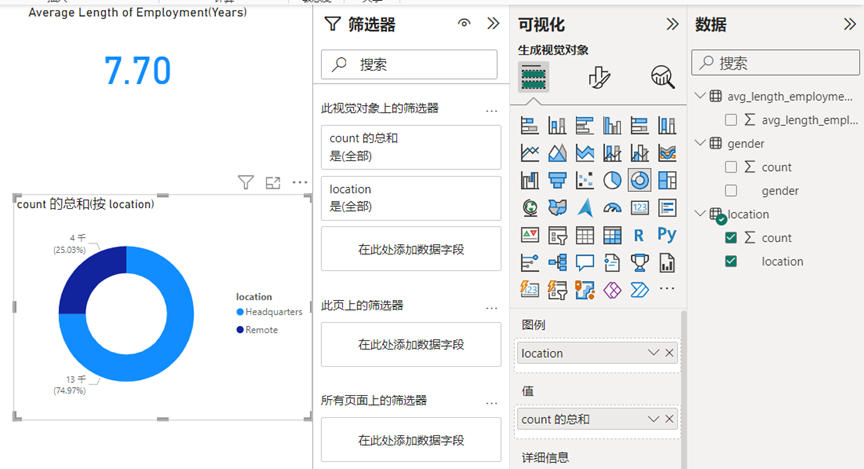 Average Length of Employment(Years)
7.70
count 的总和(按 location)
4 千
(25.03%)
13 千
(74.97%)
location
Headquarters
Remote
筛选器
搜索
此视觉对象上的筛选器
...
count 的总和
是(全部)
location
是(全部)
在此处添加数据字段
此页上的筛选器
...
在此处添加数据字段
所有页面上的筛选器
...
在此处添加数据字段
可视化
生成视觉对象
123
R
Py
123
...
图例
location
值
count 的总和
详细信息
数据
搜索
avg_length_employme...
∑ avg_length_empl...
gender
∑ count
gender
location
∑ count
location